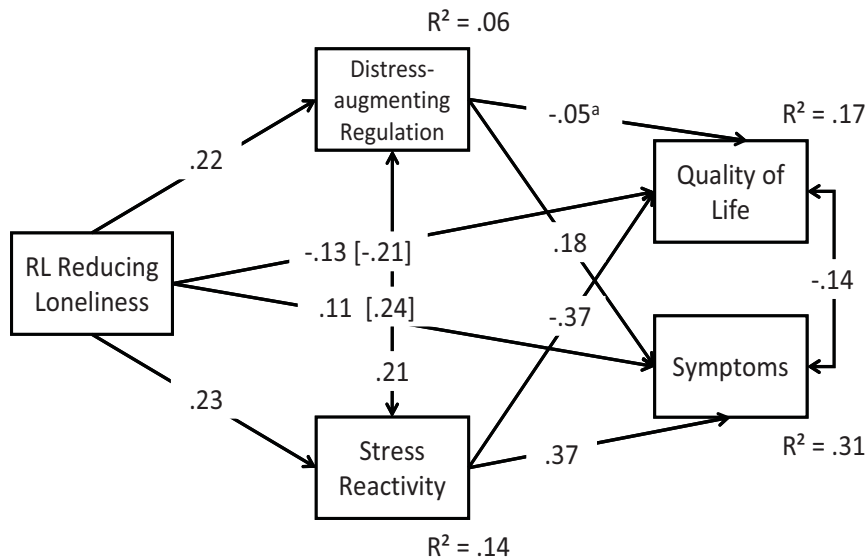 R² = .06
Distress-
augmenting
Regulation
-.05ᵃ
R² = .17
.22
Quality of
Life
RL Reducing
Loneliness
-.13 [-.21]
.18
-.14
.11 [.24]
-.37
.21
Symptoms
.23
Stress
Reactivity
.37
R² = .31
R² = .14